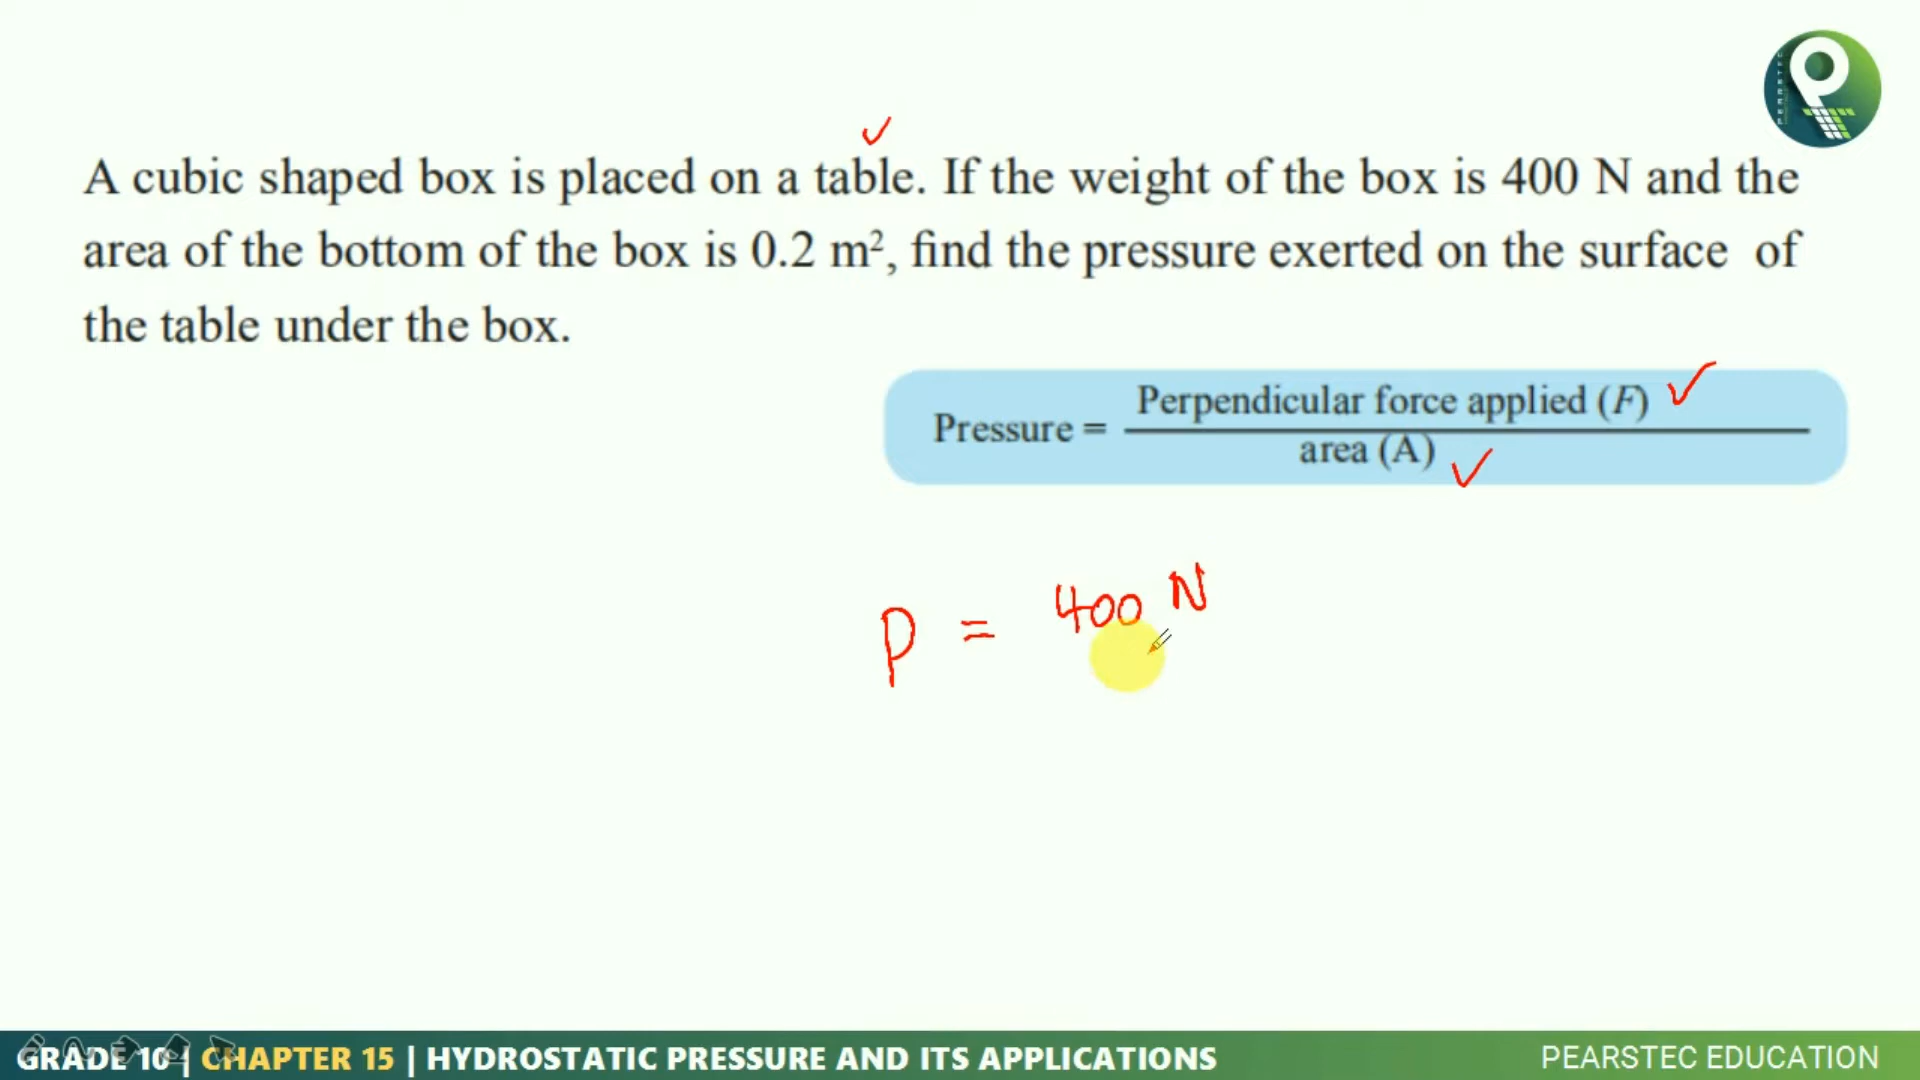 A cubic shaped box is placed on a table. If the weight of the box is 400 N and the
area of the bottom of the box is 0.2 m², find the pressure exerted on the surface of
the table under the box.
Pressure = Perpendicular force applied (F)
area (A)
P = 400 N
GRADE 10 | CHAPTER 15 | HYDROSTATIC PRESSURE AND ITS APPLICATIONS
PEARSTEC EDUCATION
PEARSTEC